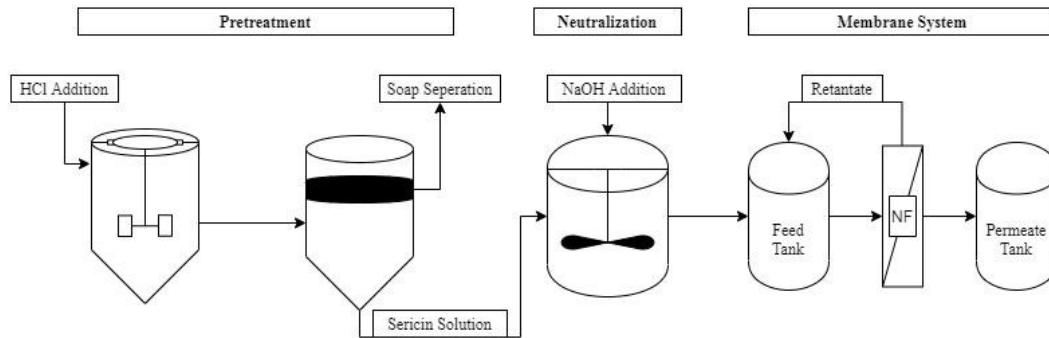 Pretreatment
Neutralization
Membrane System
HCl Addition
Soap Seperation
NaOH Addition
Retantate
NF
Feed
Tank
Permeate
Tank
Sericin Solution